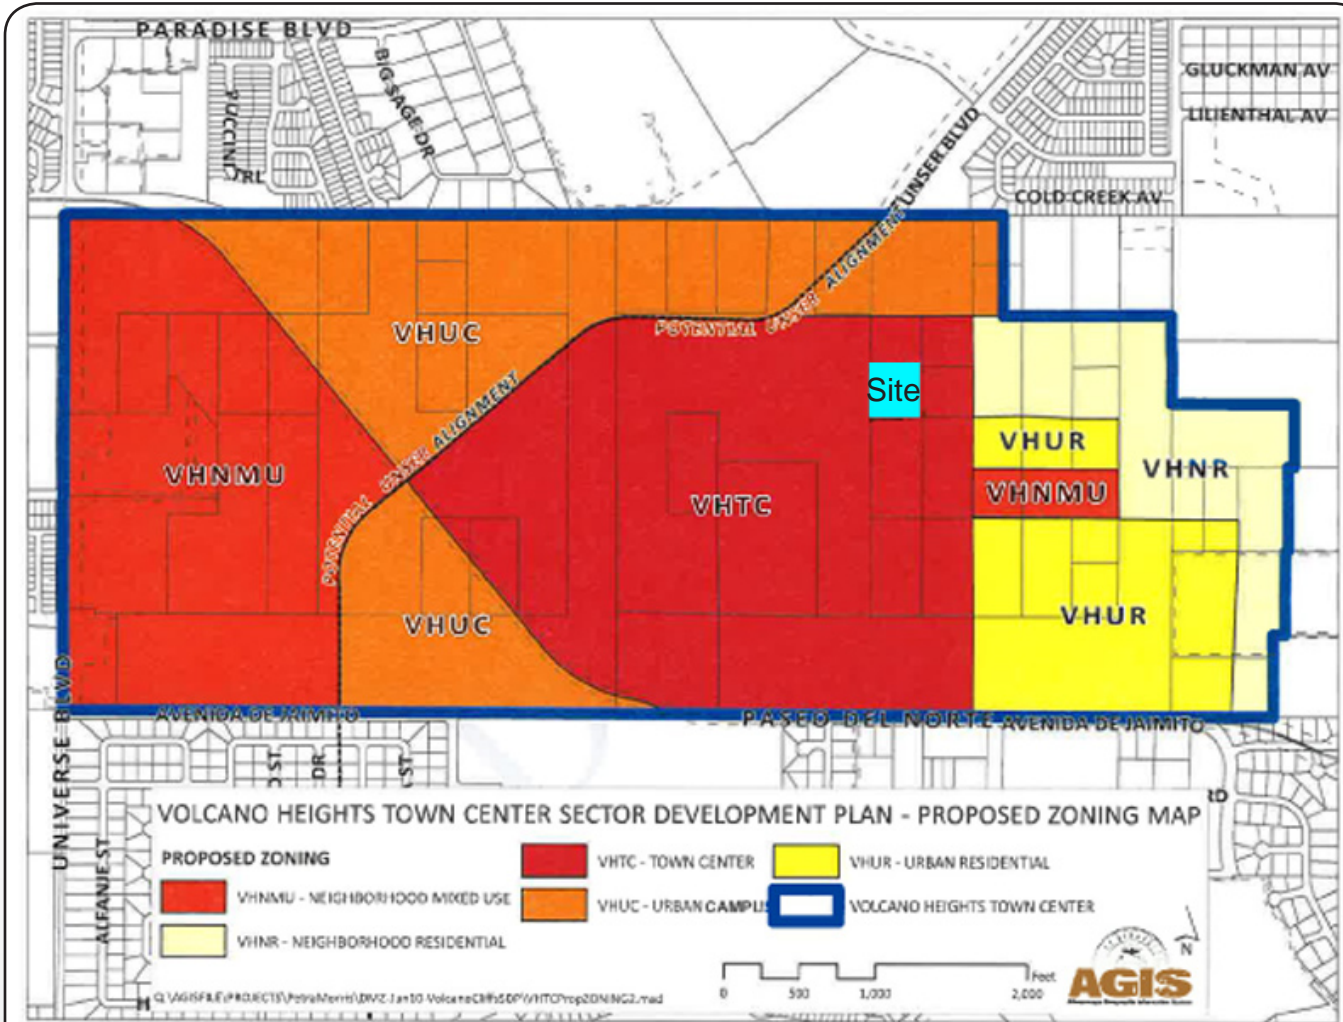 PARADISE BLVD
BIG SAGE DR
GLUCKMAN AV
LILIENTHAL AV
PUCCINI TRL
UNSER BLVD
COLD CREEK AV
POTENTIAL UNSER ALIGNMENT
VHUC
POTENTIAL UNSER ALIGNMENT
Site
VHUR
VHNR
VHNMU
VHNMU
VHTC
VHUC
VHUR
AVENIDA DE JAIMITO
PASEO DEL NORTE
AVENIDA DE JAIMITO
UNIVERSE BLVD
ST
DR
ST
RD
ALFANJE ST
VOLCANO HEIGHTS TOWN CENTER SECTOR DEVELOPMENT PLAN - PROPOSED ZONING MAP
PROPOSED ZONING
VHNMU - NEIGHBORHOOD MIXED USE
VHNR - NEIGHBORHOOD RESIDENTIAL
VHTC - TOWN CENTER
VHUC - URBAN CAMPUS
VHUR - URBAN RESIDENTIAL
VOLCANO HEIGHTS TOWN CENTER
N
Feet
0 500 1,000 2,000
AGIS